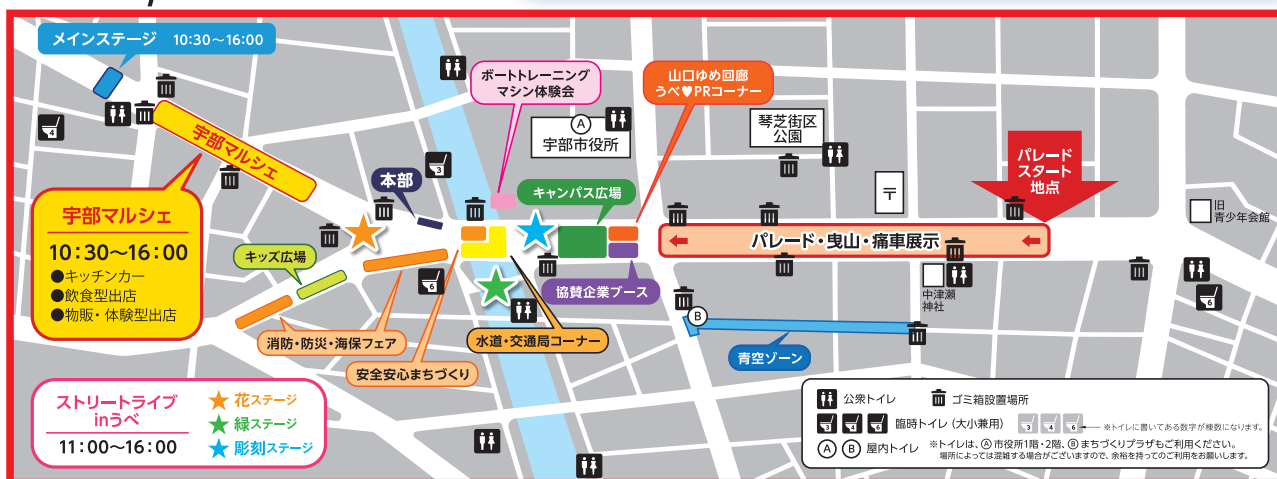 メインステージ 10:30～16:00
ボートトレーニング
マシン体験会
山口ゆめ回廊
うべ♥PRコーナー
A
宇部市役所
琴芝街区
公園
パレード
スタート
地点
4
宇部マルシェ
3
本部
キャンパス広場
〒
旧
青少年会館
宇部マルシェ
10:30～16:00
●キッチンカー
●飲食型出店
●物販・体験型出店
パレード・曳山・痛車展示
キッズ広場
6
協賛企業ブース
中津瀬
神社
6
B
消防・防災・海保フェア
水道・交通局コーナー
青空ゾーン
安全安心まちづくり
ストリートライブ
inうべ
11:00～16:00
花ステージ
緑ステージ
彫刻ステージ
公衆トイレ ゴミ箱設置場所
3 4 6 臨時トイレ（大小兼用） 3 4 6 ※トイレに書いてある数字が棟数になります。
A B 屋内トイレ ※トイレは、Ⓐ市役所1階・2階、Ⓑまちづくりプラザもご利用ください。
場所によっては混雑する場合がございますので、余裕を持ってのご利用をお願いします。